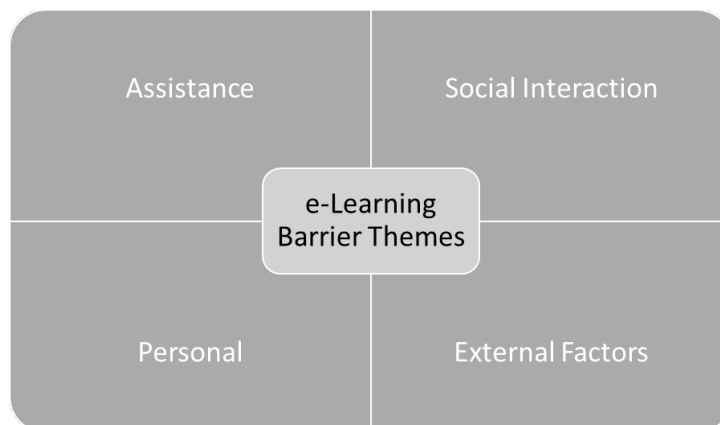 Assistance
Social Interaction
e-Learning
Barrier Themes
Personal
External Factors